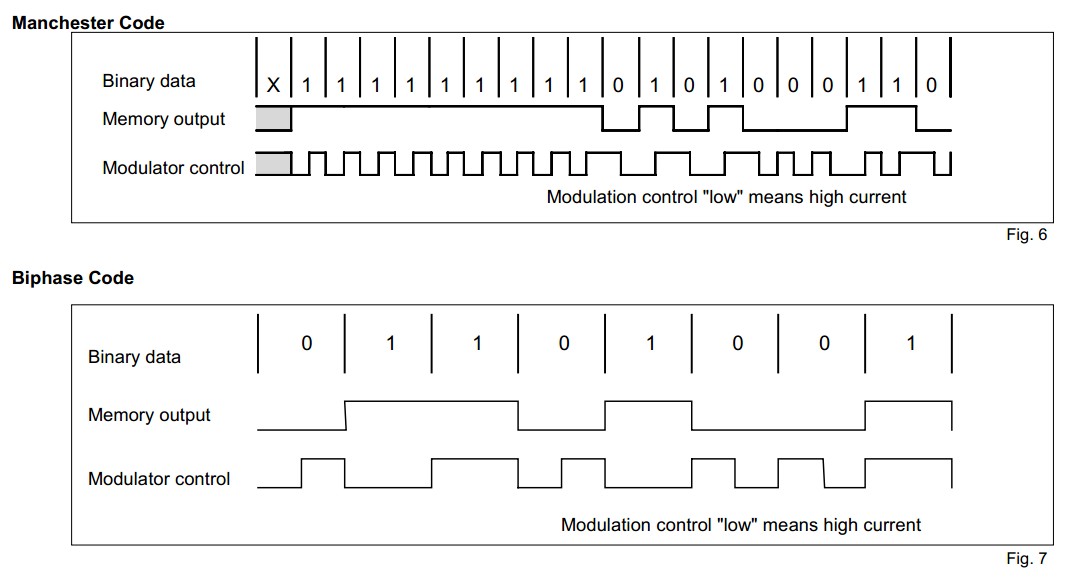 Manchester Code
Binary data X 1 1 1 1 1 1 1 1 1 0 1 0 1 0 0 0 1 1 0
Memory output
Modulator control
Modulation control "low" means high current
Fig. 6
Biphase Code
Binary data 0 1 1 0 1 0 0 1
Memory output
Modulator control
Modulation control "low" means high current
Fig. 7